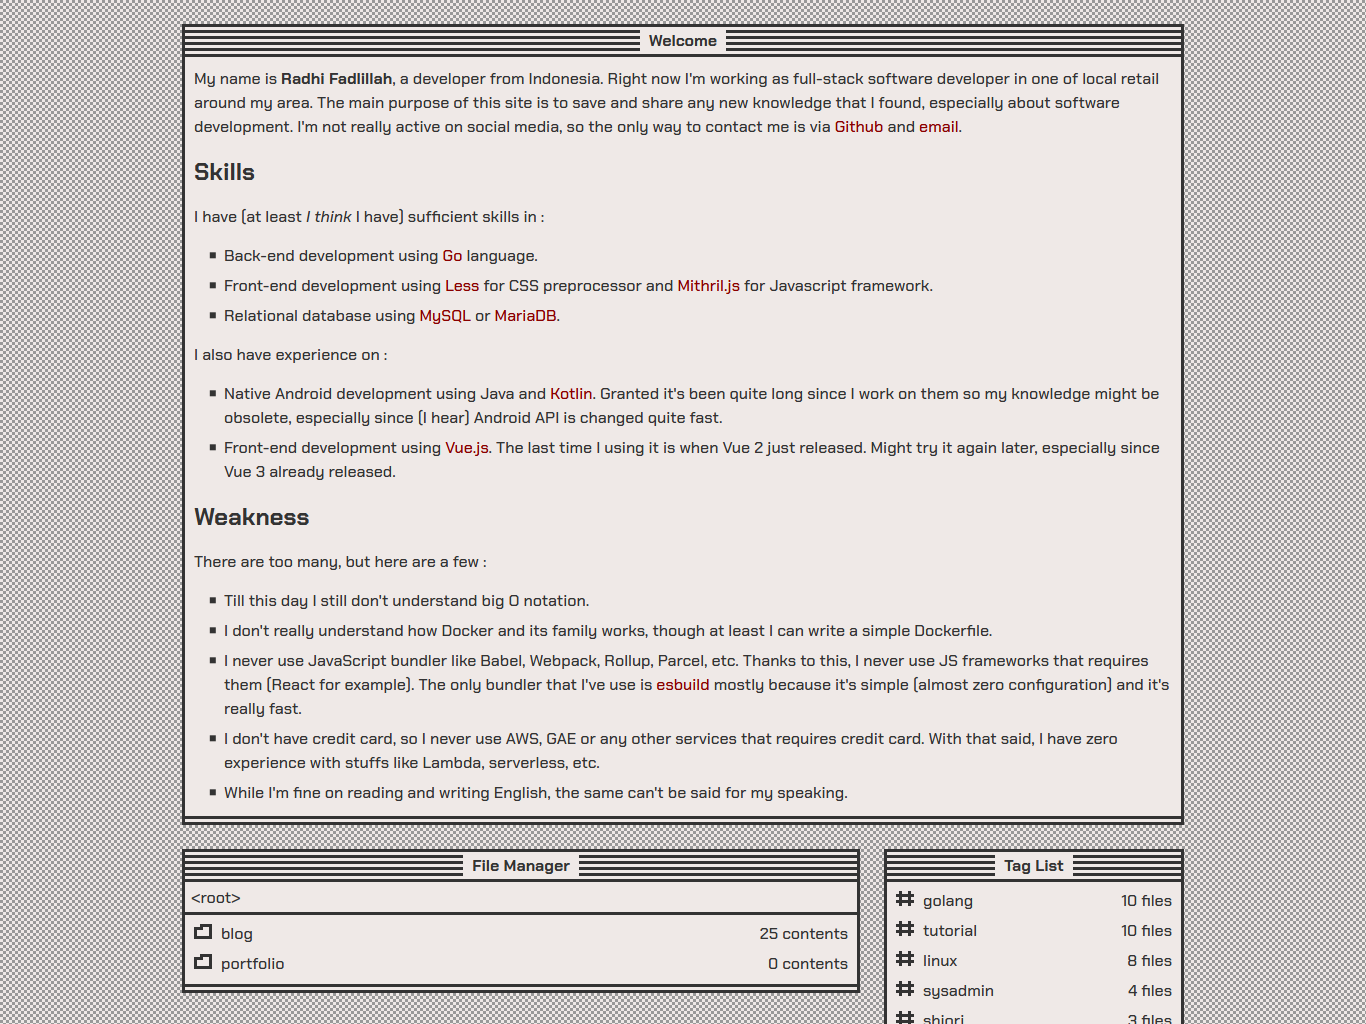 Welcome
My name is Radhi Fadlillah, a developer from Indonesia. Right now I'm working as full-stack software developer in one of local retail
around my area. The main purpose of this site is to save and share any new knowledge that I found, especially about software
development. I'm not really active on social media, so the only way to contact me is via Github and email.
Skills
I have (at least I think I have) sufficient skills in :
Back-end development using Go language.
Front-end development using Less for CSS preprocessor and Mithril.js for Javascript framework.
Relational database using MySQL or MariaDB.
I also have experience on :
Native Android development using Java and Kotlin. Granted it's been quite long since I work on them so my knowledge might be
obsolete, especially since (I hear) Android API is changed quite fast.
Front-end development using Vue.js. The last time I using it is when Vue 2 just released. Might try it again later, especially since
Vue 3 already released.
Weakness
There are too many, but here are a few :
Till this day I still don't understand big O notation.
I don't really understand how Docker and its family works, though at least I can write a simple Dockerfile.
I never use JavaScript bundler like Babel, Webpack, Rollup, Parcel, etc. Thanks to this, I never use JS frameworks that requires
them (React for example). The only bundler that I've use is esbuild mostly because it's simple (almost zero configuration) and it's
really fast.
I don't have credit card, so I never use AWS, GAE or any other services that requires credit card. With that said, I have zero
experience with stuffs like Lambda, serverless, etc.
While I'm fine on reading and writing English, the same can't be said for my speaking.
File Manager
<root>
blog 25 contents
portfolio 0 contents
Tag List
golang 10 files
tutorial 10 files
linux 8 files
sysadmin 4 files
shiori 3 files